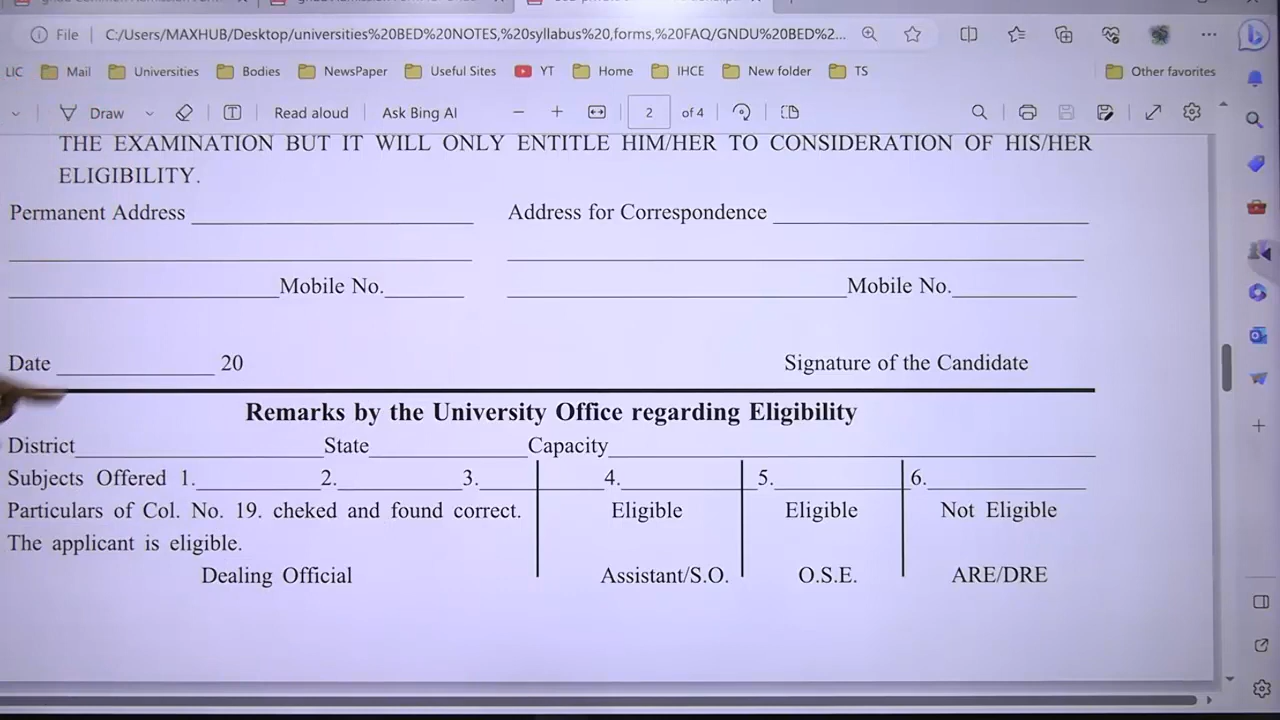 File C:/Users/MAXHUB/Desktop/universities%20BED%20NOTES,%20syllabus%20,forms,%20FAQ/GNDU%20BED%2...
LIC Mail Universities Bodies NewsPaper Useful Sites YT Home IHCE New folder TS Other favorites
Draw Read aloud Ask Bing AI 2 of 4
THE EXAMINATION BUT IT WILL ONLY ENTITLE HIM/HER TO CONSIDERATION OF HIS/HER
ELIGIBILITY.
Permanent Address Address for Correspondence
Mobile No. Mobile No.
Date 20 Signature of the Candidate
Remarks by the University Office regarding Eligibility
District State Capacity
Subjects Offered 1. 2. 3. 4. 5. 6.
Particulars of Col. No. 19. cheked and found correct. Eligible Eligible Not Eligible
The applicant is eligible.
Dealing Official Assistant/S.O. O.S.E. ARE/DRE